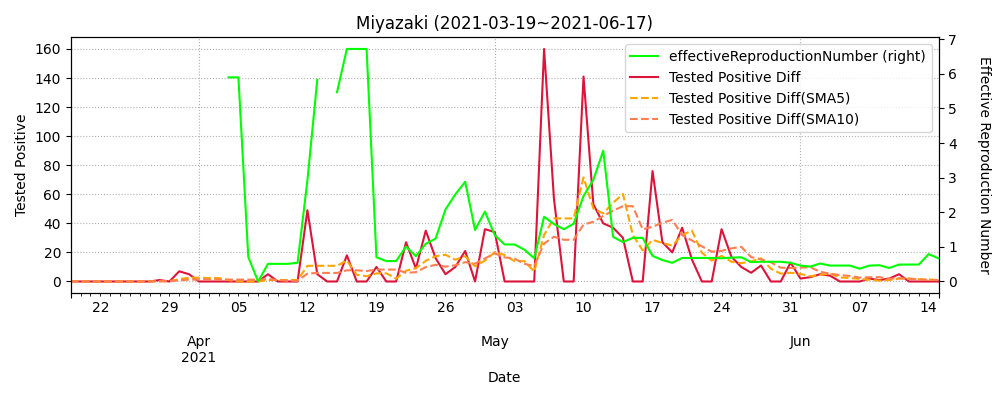 Miyazaki (2021-03-19~2021-06-17)
effectiveReproductionNumber (right)
Tested Positive Diff
Tested Positive Diff(SMA5)
Tested Positive Diff(SMA10)
Tested Positive
160
140
120
100
80
60
40
20
0
7
6
5
4
3
2
1
0
Effective Reproduction Number
22 29 05 12 19 26 03 10 17 24 31 07 14
Apr May Jun
2021
Date